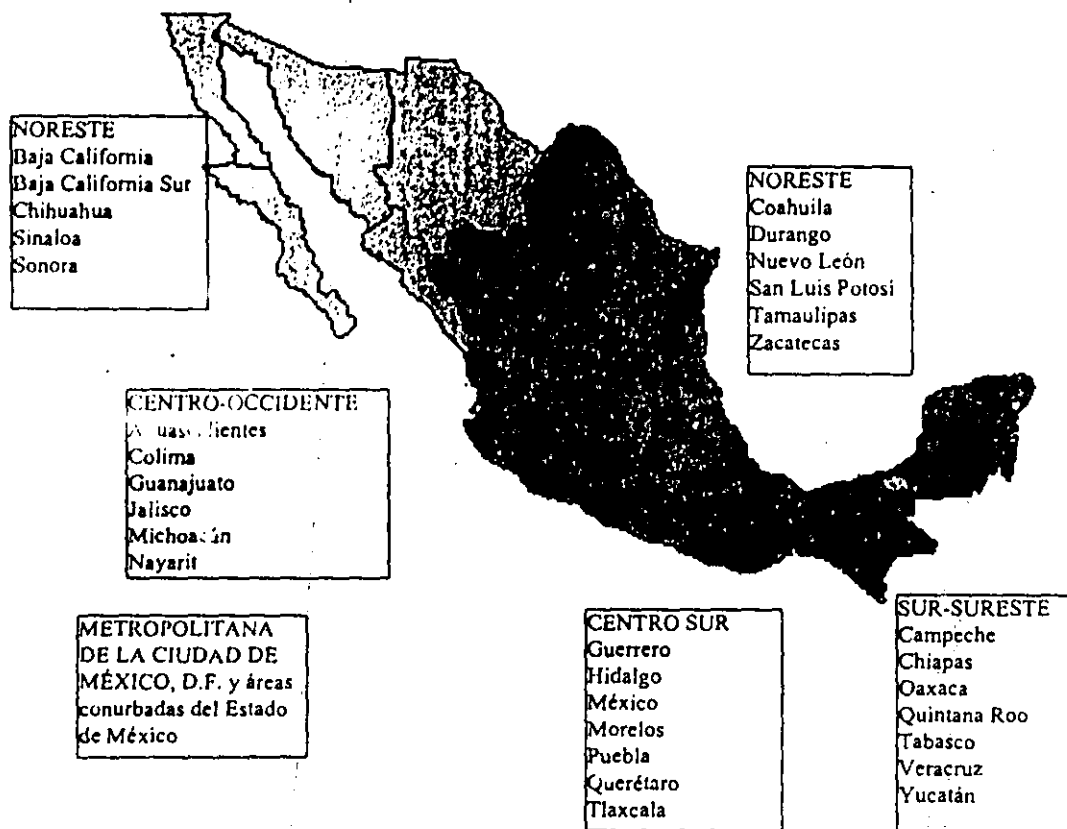 NORESTE
Baja California
Baja California Sur
Chihuahua
Sinaloa
Sonora
NORESTE
Coahuila
Durango
Nuevo León
San Luis Potosí
Tamaulipas
Zacatecas
CENTRO-OCCIDENTE
Colima
Guanajuato
Jalisco
Michoacán
Nayarit
METROPOLITANA
DE LA CIUDAD DE
MÉXICO, D.F. y áreas
conurbadas del Estado
de México
CENTRO SUR
Guerrero
Hidalgo
México
Morelos
Puebla
Querétaro
Tlaxcala
SUR-SURESTE
Campeche
Chiapas
Oaxaca
Quintana Roo
Tabasco
Veracruz
Yucatán